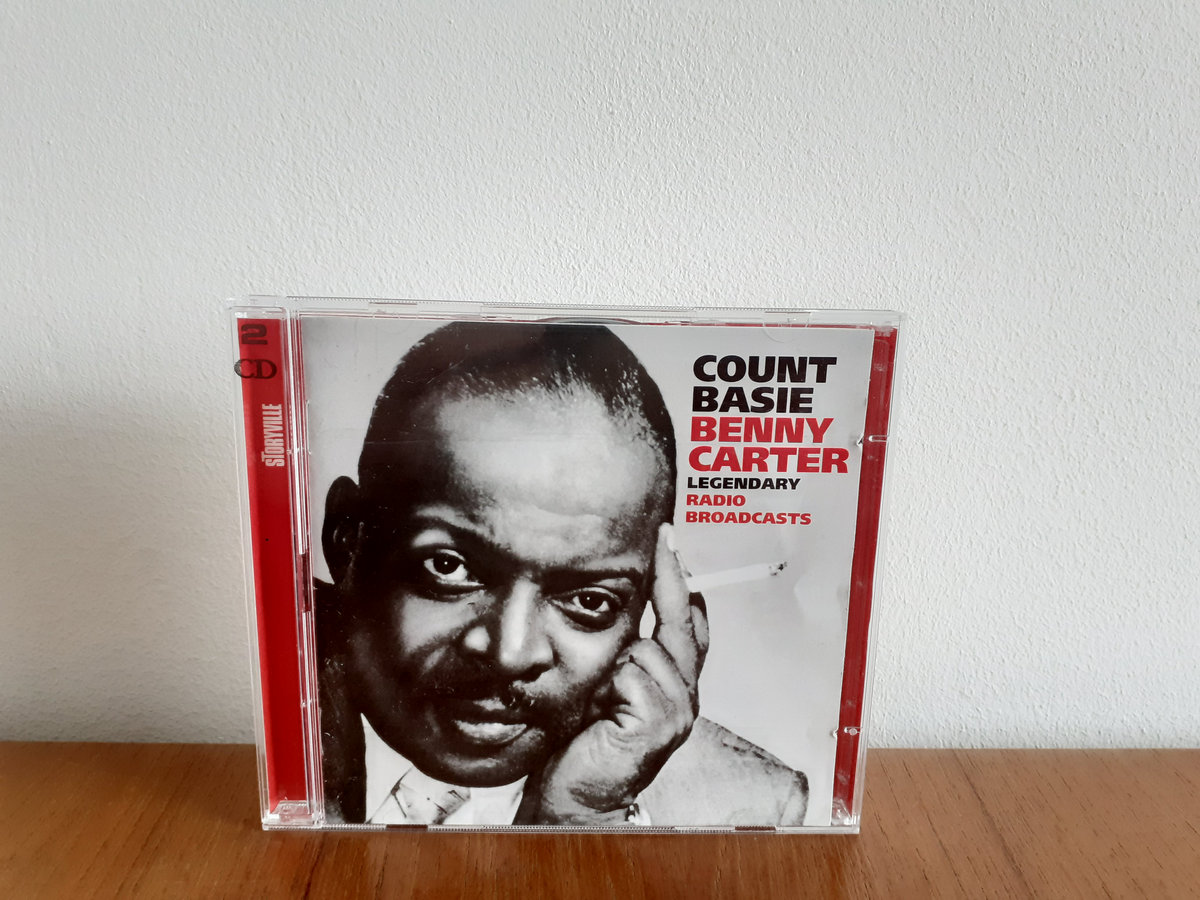 2
CD
STORYVILLE
COUNT
BASIE
BENNY
CARTER
LEGENDARY
RADIO
BROADCASTS